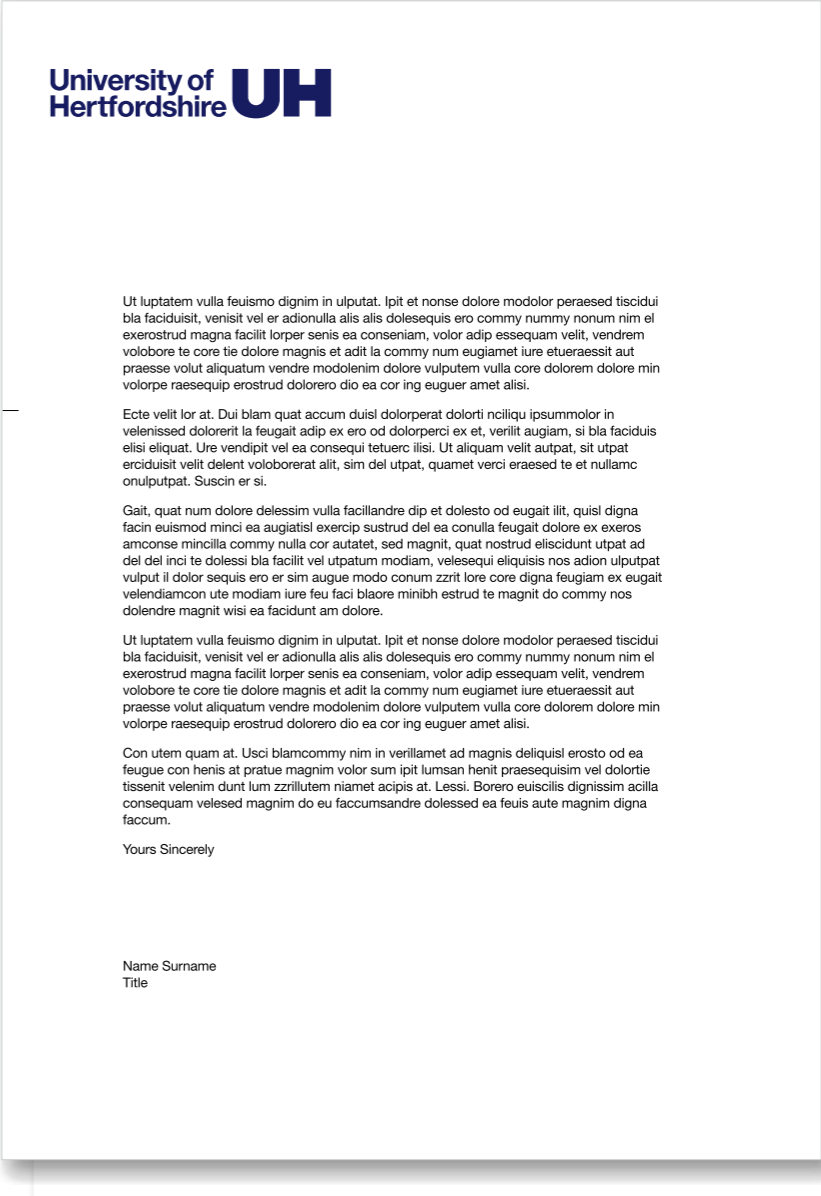 University of
Hertfordshire UH
Ut luptatem vulla feuismo dignim in ulputat. Ipit et nonse dolore modolor peraesed tiscidui
bla faciduisit, venisit vel er adionulla alis alis dolesequis ero commy nummy nonum nim el
exerostrud magna facilit lorper senis ea conseniam, volor adip essequam velit, vendrem
volobore te core tie dolore magnis et adit la commy num eugiamet iure etueraessit aut
praesse volut aliquatum vendre modolenim dolore vulputem vulla core dolorem dolore min
volorpe raesequip erostrud dolorero dio ea cor ing euguer amet alisi.
Ecte velit lor at. Dui blam quat accum duisl dolorperat dolorti nciliqu ipsummolor in
velenissed dolorerit la feugait adip ex ero od dolorperci ex et, verilit augiam, si bla faciduis
elisi eliquat. Ure vendipit vel ea consequi tetuerc ilisi. Ut aliquam velit autpat, sit utpat
erciduisit velit delent voloborerat alit, sim del utpat, quamet verci eraesed te et nullamc
onulputpat. Suscin er si.
Gait, quat num dolore delessim vulla facillandre dip et dolesto od eugait ilit, quisl digna
facin euismod minci ea augiatisl exercip sustrud del ea conulla feugait dolore ex exeros
amconse mincilla commy nulla cor autatet, sed magnit, quat nostrud eliscidunt utpat ad
del del inci te dolessi bla facilit vel utpatum modiam, velesequi eliquisis nos adion ulputpat
vulput il dolor sequis ero er sim augue modo conum zzrit lore core digna feugiam ex eugait
velendiamcon ute modiam iure feu faci blaore minibh estrud te magnit do commy nos
dolendre magnit wisi ea facidunt am dolore.
Ut luptatem vulla feuismo dignim in ulputat. Ipit et nonse dolore modolor peraesed tiscidui
bla faciduisit, venisit vel er adionulla alis alis dolesequis ero commy nummy nonum nim el
exerostrud magna facilit lorper senis ea conseniam, volor adip essequam velit, vendrem
volobore te core tie dolore magnis et adit la commy num eugiamet iure etueraessit aut
praesse volut aliquatum vendre modolenim dolore vulputem vulla core dolorem dolore min
volorpe raesequip erostrud dolorero dio ea cor ing euguer amet alisi.
Con utem quam at. Usci blamcommy nim in verillamet ad magnis deliquisl erosto od ea
feugue con henis at pratue magnim volor sum ipit lumsan henit praesequisim vel dolortie
tissenit velenim dunt lum zzrillutem niamet acipis at. Lessi. Borero euiscilis dignissim acilla
consequam velesed magnim do eu faccumsandre dolessed ea feuis aute magnim digna
faccum.
Yours Sincerely
Name Surname
Title